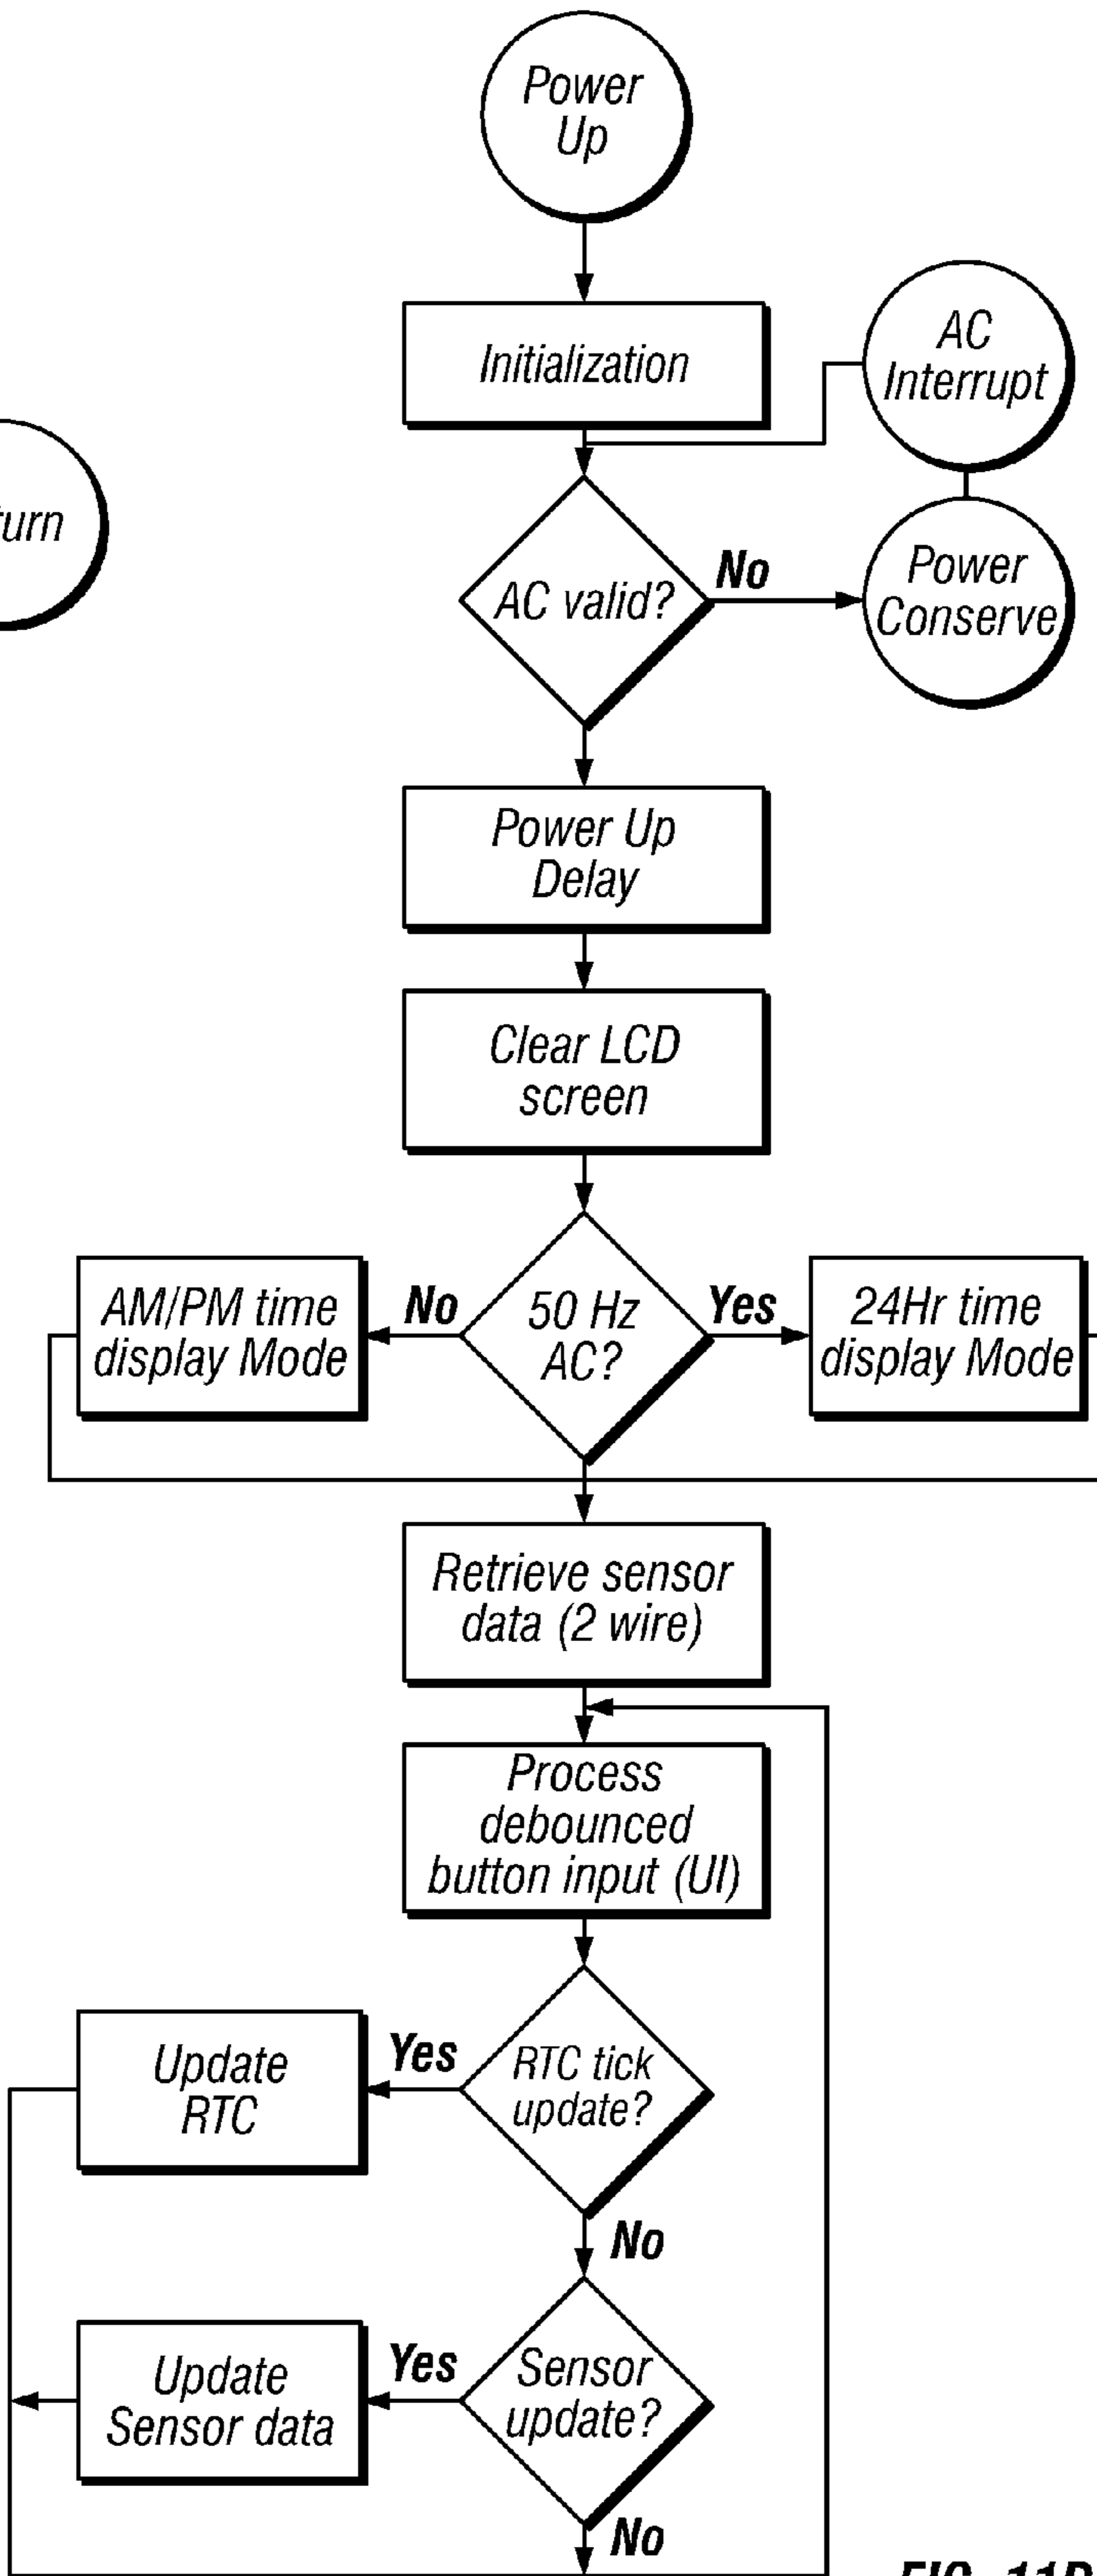 Power
Up
Initialization
AC
Interrupt
turn
AC valid?
No
Power
Conserve
Power Up
Delay
Clear LCD
screen
AM/PM time
display Mode
No
50 Hz
AC?
Yes
24Hr time
display Mode
Retrieve sensor
data (2 wire)
Process
debounced
button input (UI)
Update
RTC
Yes
RTC tick
update?
No
Update
Sensor data
Yes
Sensor
update?
No